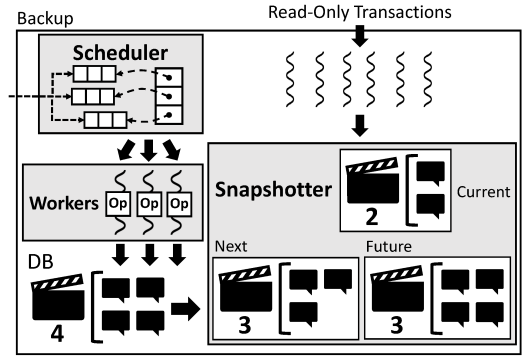 Backup
Read-Only Transactions
Scheduler
Workers
Op
Op
Op
Snapshotter
2
Current
DB
4
Next
3
Future
3